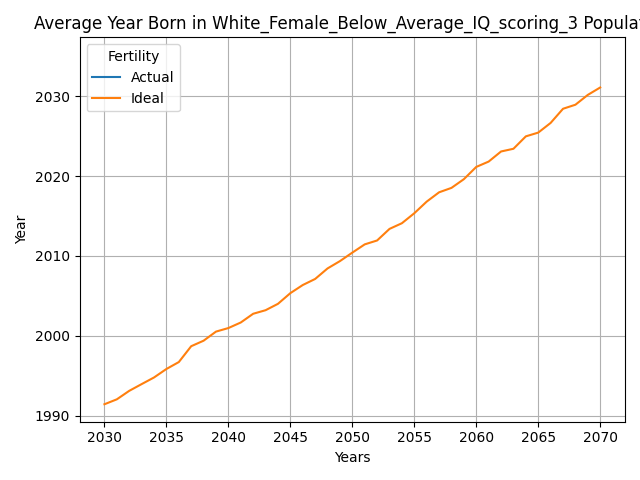 Average Year Born in White_Female_Below_Average_IQ_scoring_3 Populat
Fertility
Actual
Ideal
Year
2030
2020
2010
2000
1990
2030 2035 2040 2045 2050 2055 2060 2065 2070
Years